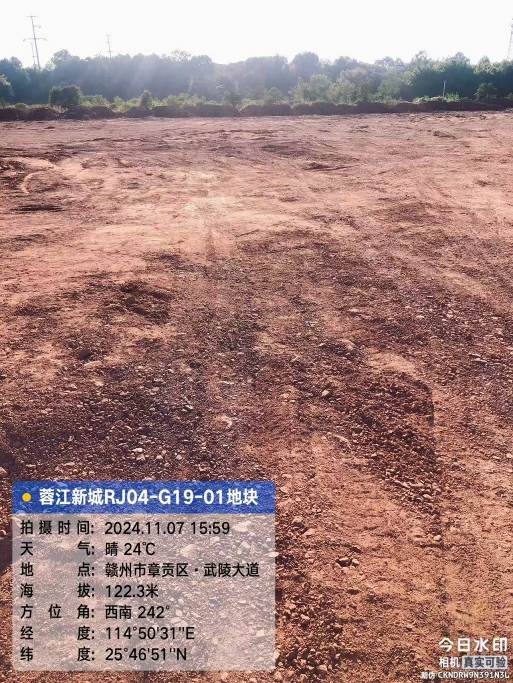 蓉江新城RJ04-G19-01地块
拍摄时间: 2024.11.07 15:59
天气: 晴 24℃
地点: 赣州市章贡区·武陵大道
海拔: 122.3米
方位角: 西南 242°
经度: 114°50'31"E
纬度: 25°46'51"N
今日水印
相机 真实可验
防伪 CKNDRW9N391N3L